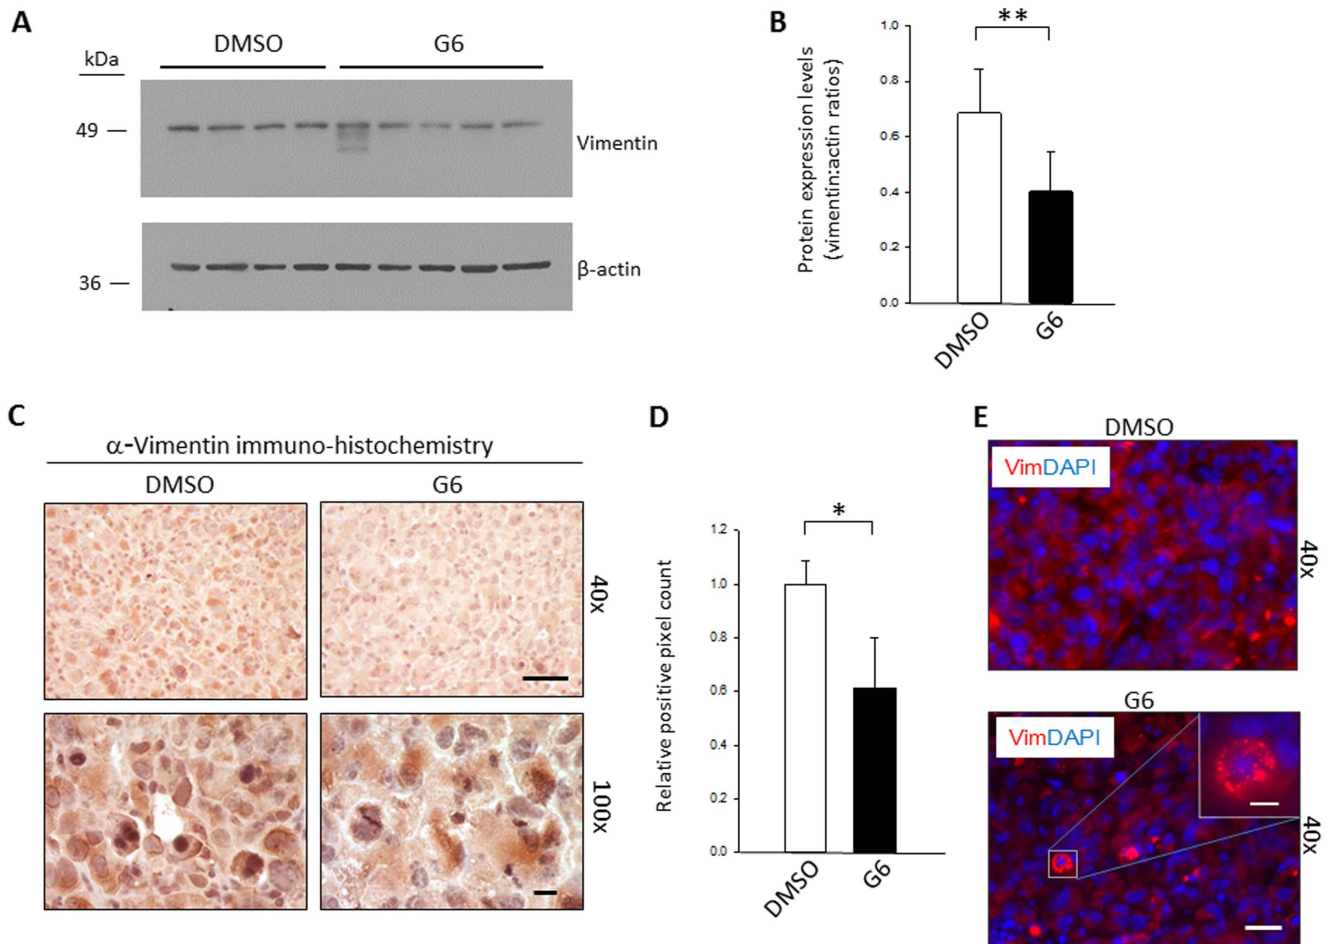 A
DMSO
G6
kDa
49
Vimentin
36
β-actin
B
**
Protein expression levels
(vimentin:actin ratios)
1.0
0.8
0.6
0.4
0.2
0.0
DMSO
G6
C
α-Vimentin immuno-histochemistry
DMSO
G6
40x
100x
D
*
Relative positive pixel count
1.2
1.0
0.8
0.6
0.4
0.2
0.0
DMSO
G6
E
DMSO
VimDAPI
40x
G6
VimDAPI
40x